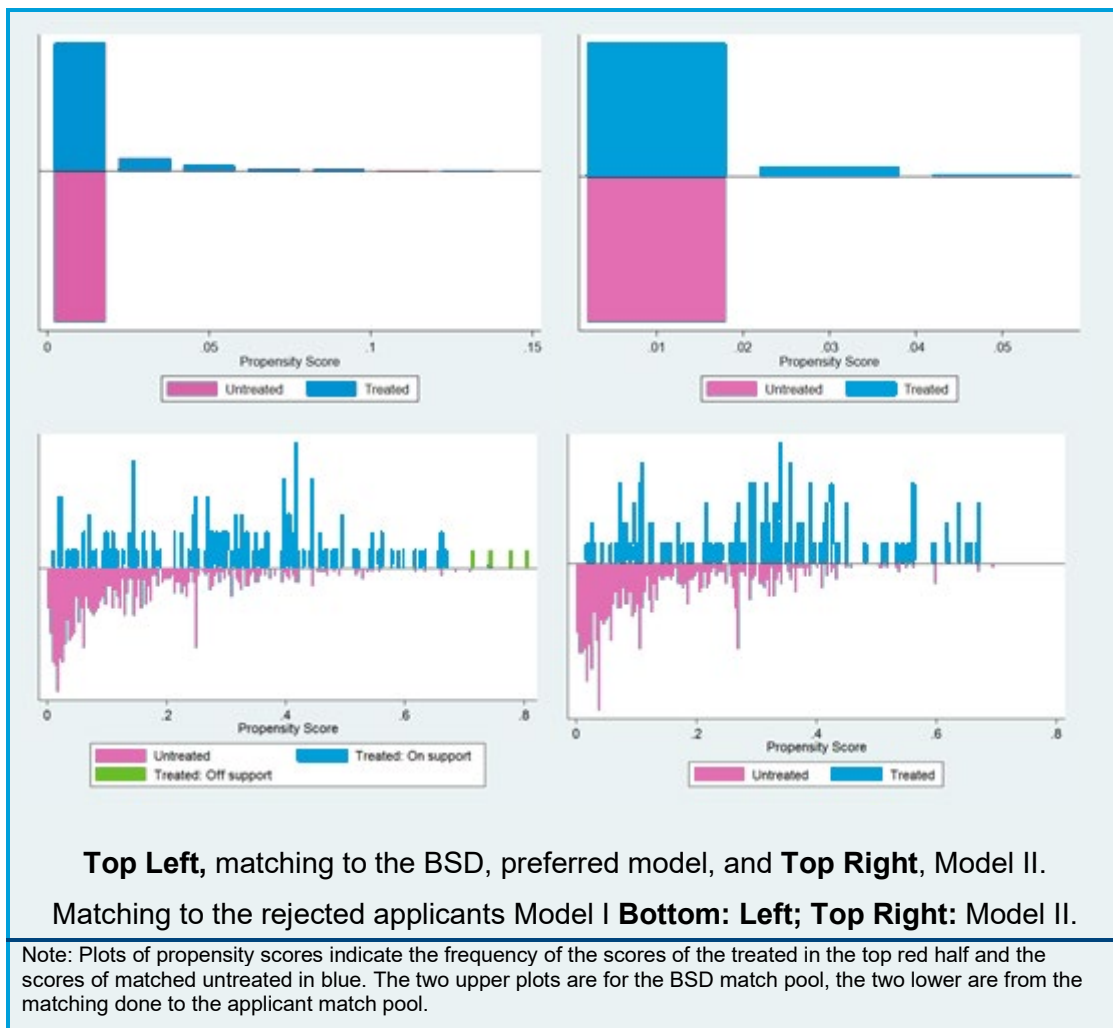 0 .05 .1 .15
Propensity Score
Untreated Treated
.01 .02 .03 .04 .05
Propensity Score
Untreated Treated
0 .2 .4 .6 .8
Propensity Score
Untreated Treated: On support
Treated: Off support
0 .2 .4 .6 .8
Propensity Score
Untreated Treated
Top Left, matching to the BSD, preferred model, and Top Right, Model II.
Matching to the rejected applicants Model I Bottom: Left; Top Right: Model II.
Note: Plots of propensity scores indicate the frequency of the scores of the treated in the top red half and the
scores of matched untreated in blue. The two upper plots are for the BSD match pool, the two lower are from the
matching done to the applicant match pool.